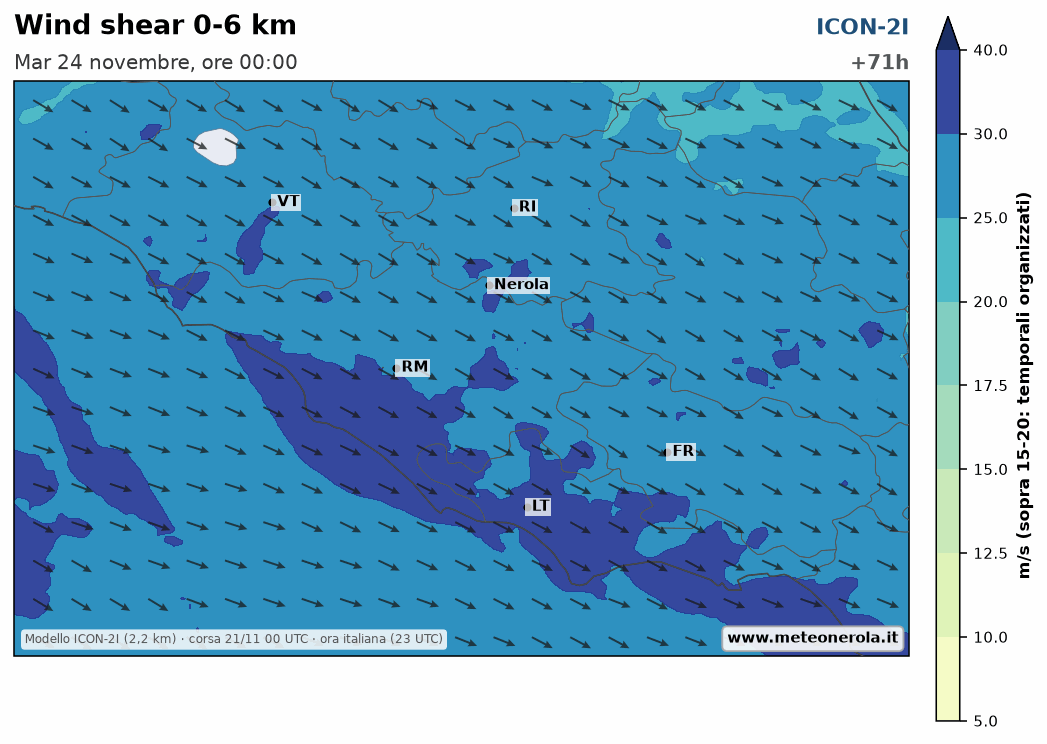 Wind shear 0-6 km
ICON-2I
Mar 24 novembre, ore 00:00
+71h
VT
RI
Nerola
RM
FR
LT
Modello ICON-2I (2,2 km) · corsa 21/11 00 UTC · ora italiana (23 UTC)
www.meteonerola.it
40.0
30.0
25.0
20.0
17.5
15.0
12.5
10.0
5.0
m/s (sopra 15-20: temporali organizzati)